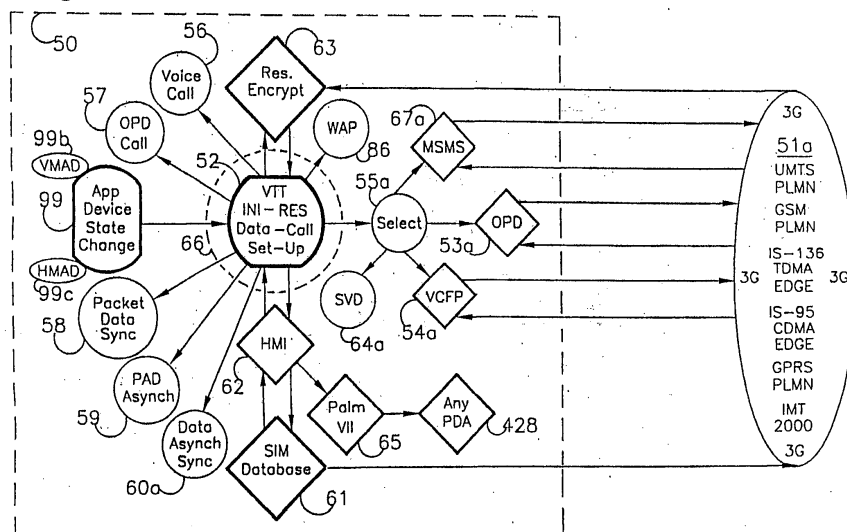 50
56
63
Voice
Call
Res.
Encrypt
57
OPD
Call
WAP
86
67a
MSMS
3G
51a
UMTS
PLMN
GSM
PLMN
IS-136
TDMA
EDGE
3G
3G
IS-95
CDMA
EDGE
GPRS
PLMN
IMT
2000
3G
99b
VMAD
52
55a
99
App
Device
State
Change
VTT
INI-RES
Data-Call
Set-Up
Select
OPD
53a
66
HMAD
99c
SVD
64a
VCFP
54a
Packet
Data
Sync
58
HMI
62
PAD
Asynch
59
Palm
VII
65
Any
PDA
428
Data
Asynch
Sync
60a
SIM
Database
61